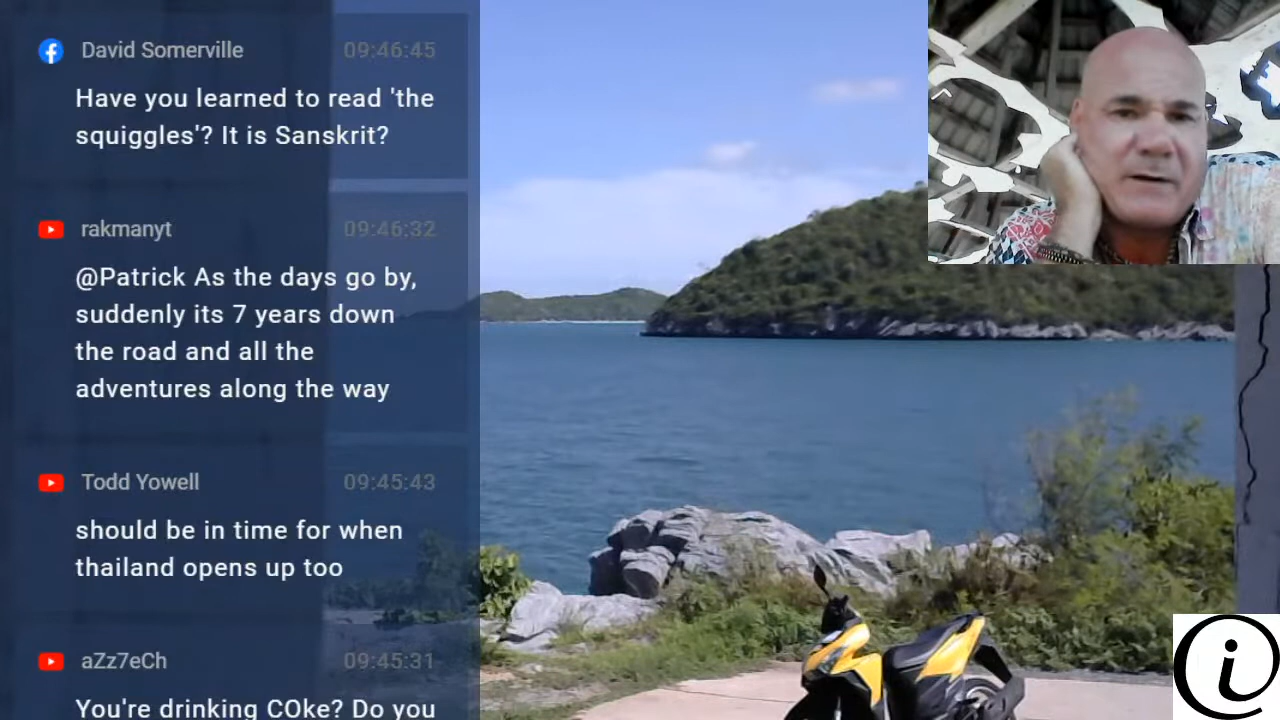 David Somerville 09:46:45
Have you learned to read 'the
squiggles'? It is Sanskrit?
rakmanyt 09:46:32
@Patrick As the days go by,
suddenly its 7 years down
the road and all the
adventures along the way
Todd Yowell 09:45:43
should be in time for when
thailand opens up too
aZz7eCh 09:45:31
You're drinking COke? Do you
i